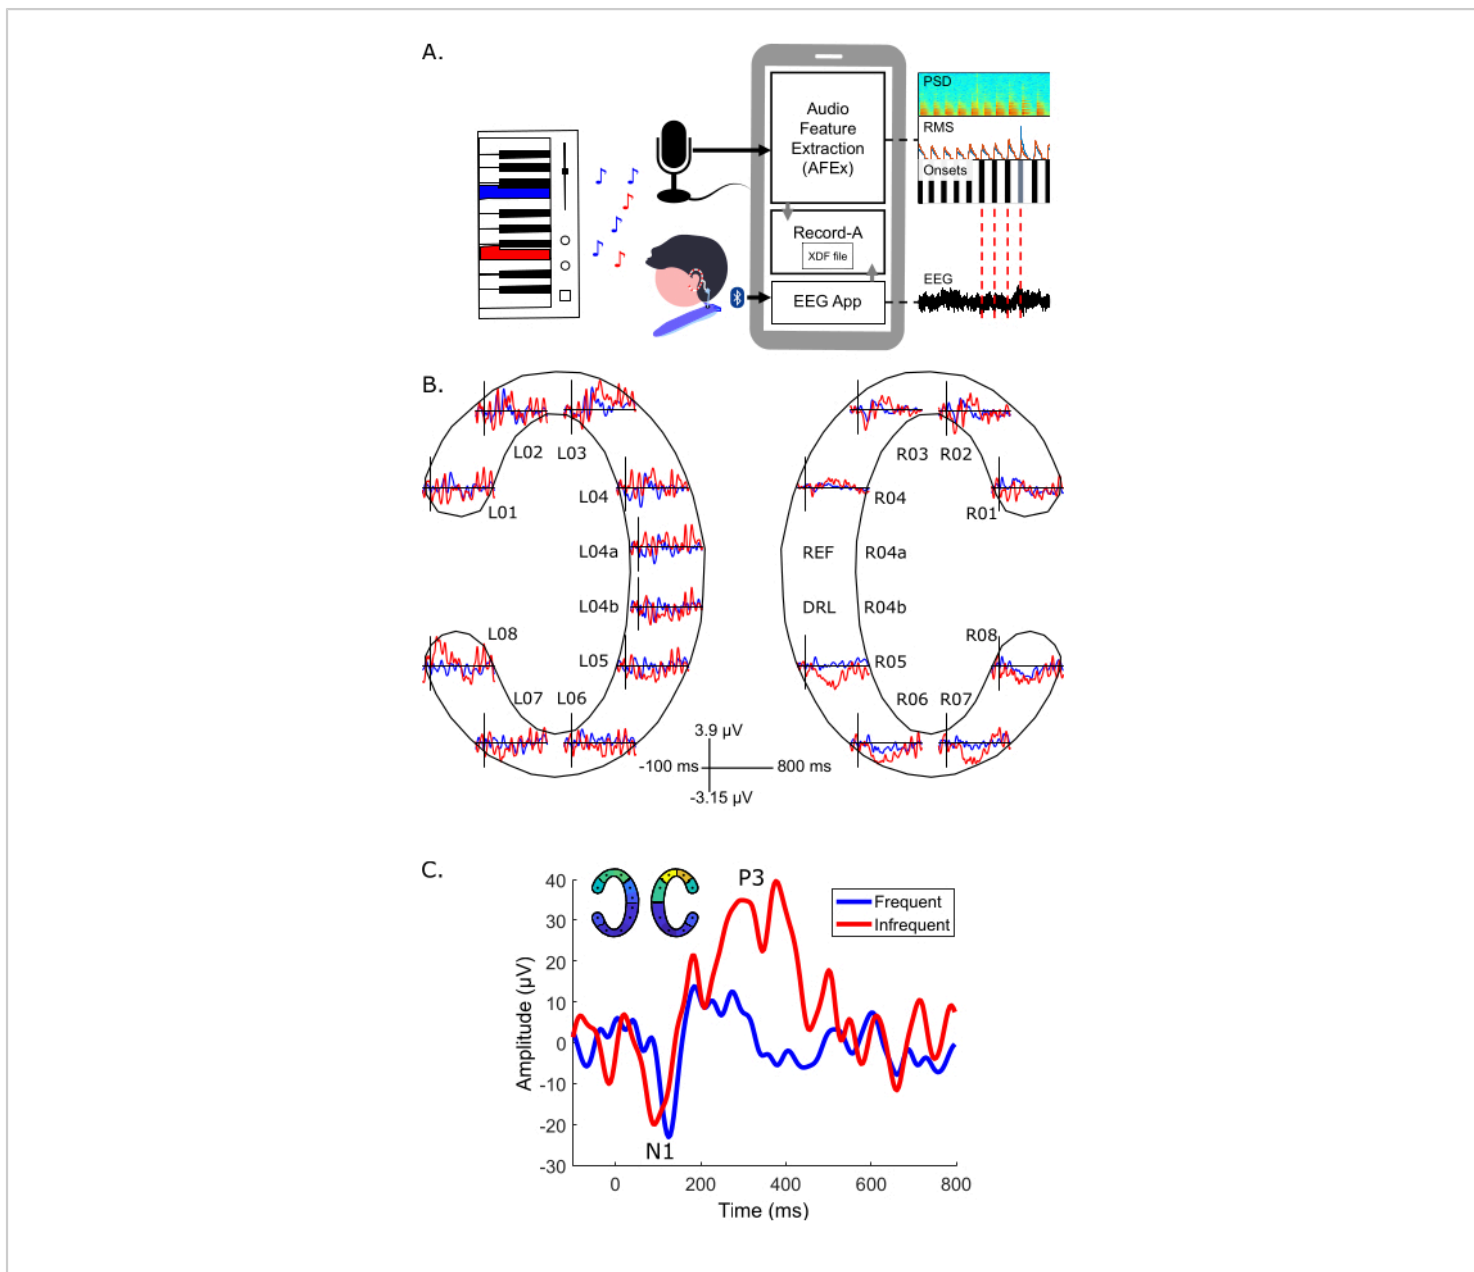 A.
Audio
Feature
Extraction
(AFEx)
Record-A
XDF file
EEG App
PSD
RMS
Onsets
EEG
B.
L02 L03
L01
L04
L04a
L04b
L08
L05
L07 L06
R03 R02
R04
R01
REF R04a
DRL R04b
R08
R05
R06 R07
3.9 µV
-100 ms 800 ms
-3.15 µV
C.
P3
N1
Frequent
Infrequent
Amplitude (µV)
40
30
20
10
0
-10
-20
-30
0 200 400 600 800
Time (ms)